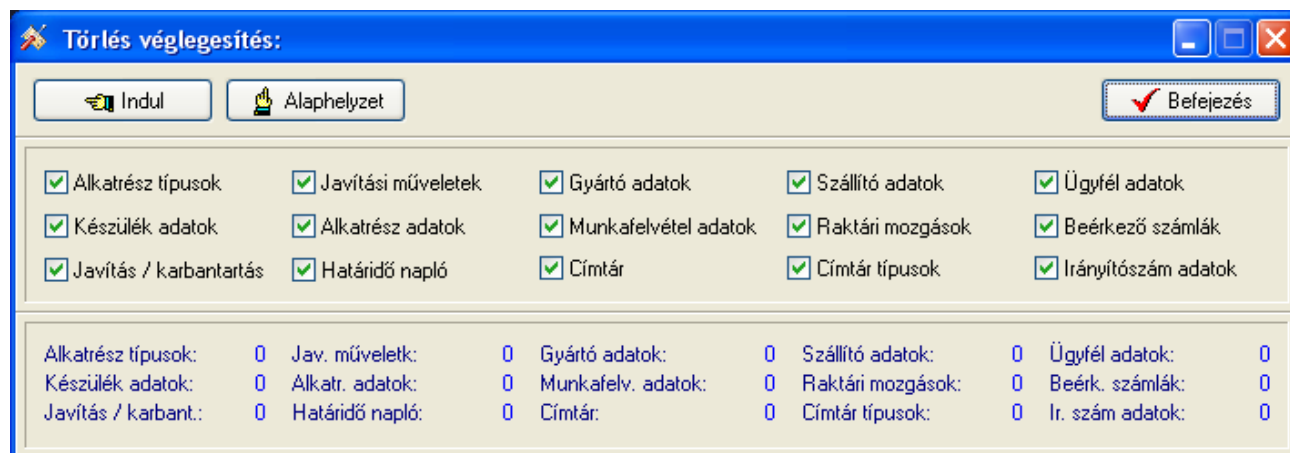 Törlés véglegesítés:
Indul Alaphelyzet Befejezés
Alkatrész típusok Javítási műveletek Gyártó adatok Szállító adatok Ügyfél adatok
Készülék adatok Alkatrész adatok Munkafelvétel adatok Raktári mozgások Beérkező számlák
Javítás / karbantartás Határidő napló Címtár Címtár típusok Irányítószám adatok
Alkatrész típusok: 0 Jav. műveletk: 0 Gyártó adatok: 0 Szállító adatok: 0 Ügyfél adatok: 0
Készülék adatok: 0 Alkatr. adatok: 0 Munkafelv. adatok: 0 Raktári mozgások: 0 Beérk. számlák: 0
Javítás / karbant.: 0 Határidő napló: 0 Címtár: 0 Címtár típusok: 0 Ir. szám adatok: 0